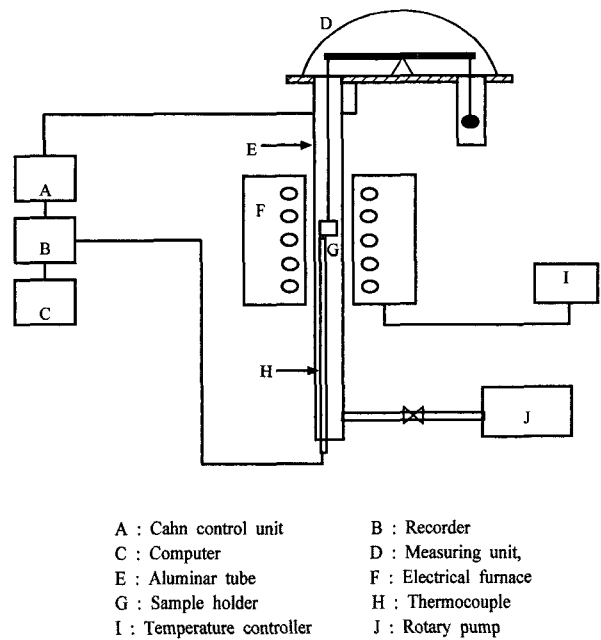 D
E
A
F
G
B
I
C
H
J
A : Cahn control unit
B : Recorder
C : Computer
D : Measuring unit,
E : Aluminar tube
F : Electrical furnace
G : Sample holder
H : Thermocouple
I : Temperature controller
J : Rotary pump